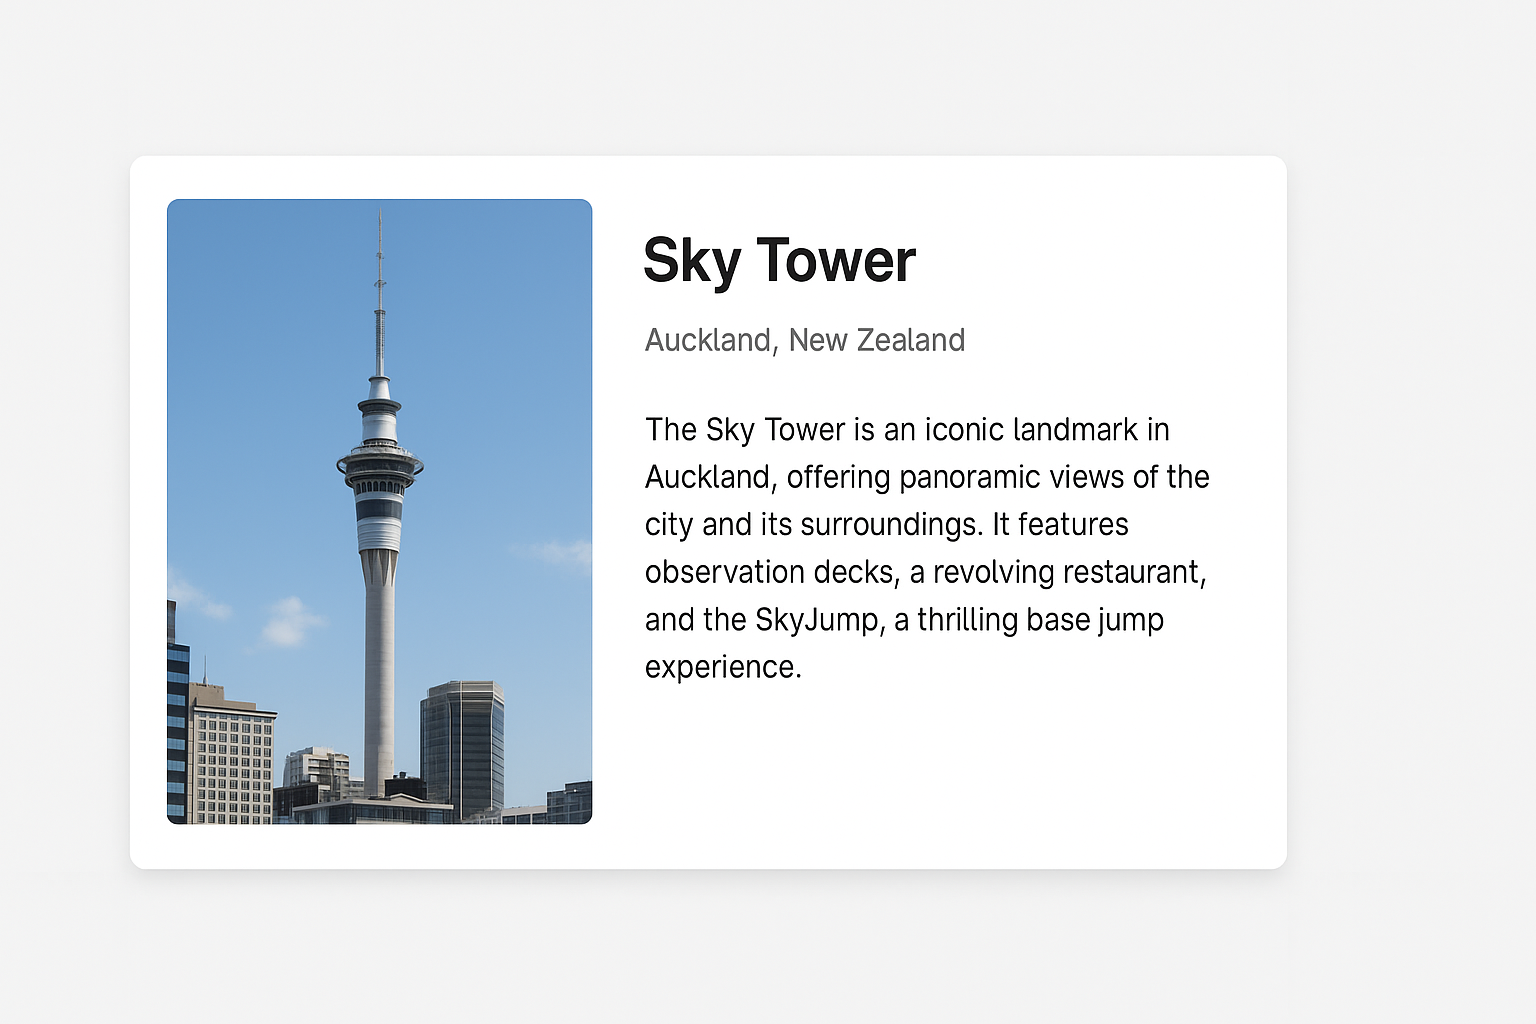 Sky Tower
Auckland, New Zealand
The Sky Tower is an iconic landmark in
Auckland, offering panoramic views of the
city and its surroundings. It features
observation decks, a revolving restaurant,
and the SkyJump, a thrilling base jump
experience.